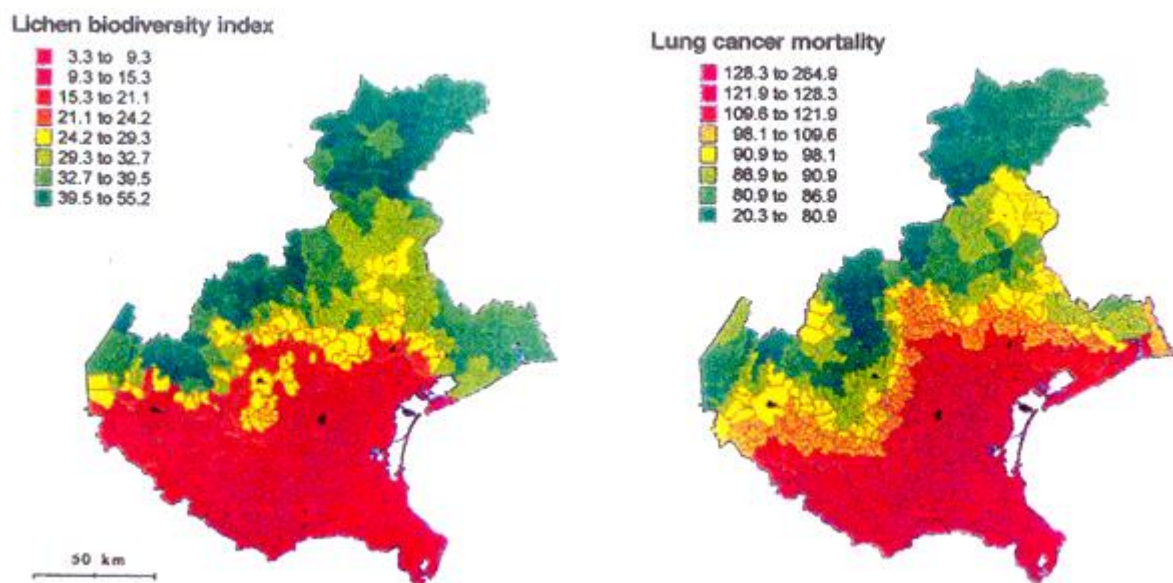 Lichen biodiversity index
3.3 to 9.3
9.3 to 15.3
15.3 to 21.1
21.1 to 24.2
24.2 to 29.3
29.3 to 32.7
32.7 to 39.5
39.5 to 55.2
50 km
Lung cancer mortality
128.3 to 264.9
121.9 to 128.3
109.6 to 121.9
98.1 to 109.6
90.9 to 98.1
86.9 to 90.9
80.9 to 86.9
20.3 to 80.9